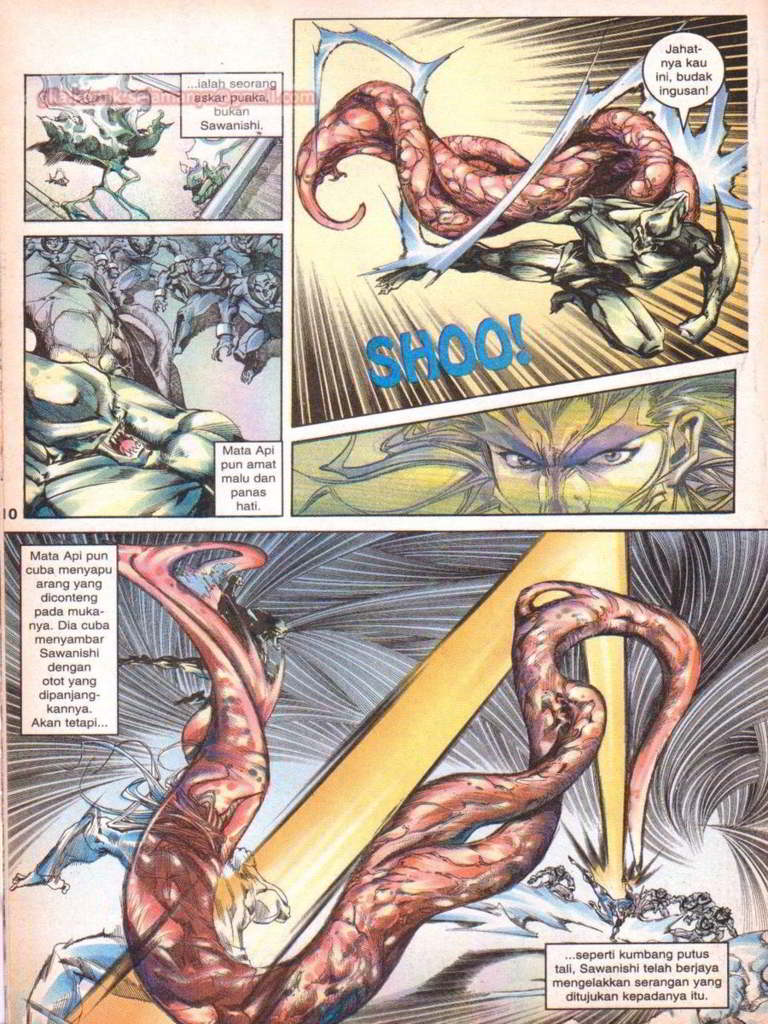 ...ialah seorang
askar puaka,
bukan
Sawanishi.
Jahat-
nya kau
ini, budak
ingusan!
SHOO!
Mata Api
pun amat
malu dan
panas
hati.
10
Mata Api pun
cuba menyapu
arang yang
diconteng
pada muka-
nya. Dia cuba
menyambar
Sawanishi
dengan
otot yang
dipanjang-
kannya.
Akan tetapi...
...seperti kumbang putus
tali, Sawanishi telah berjaya
mengelakkan serangan yang
ditujukan kepadanya itu.